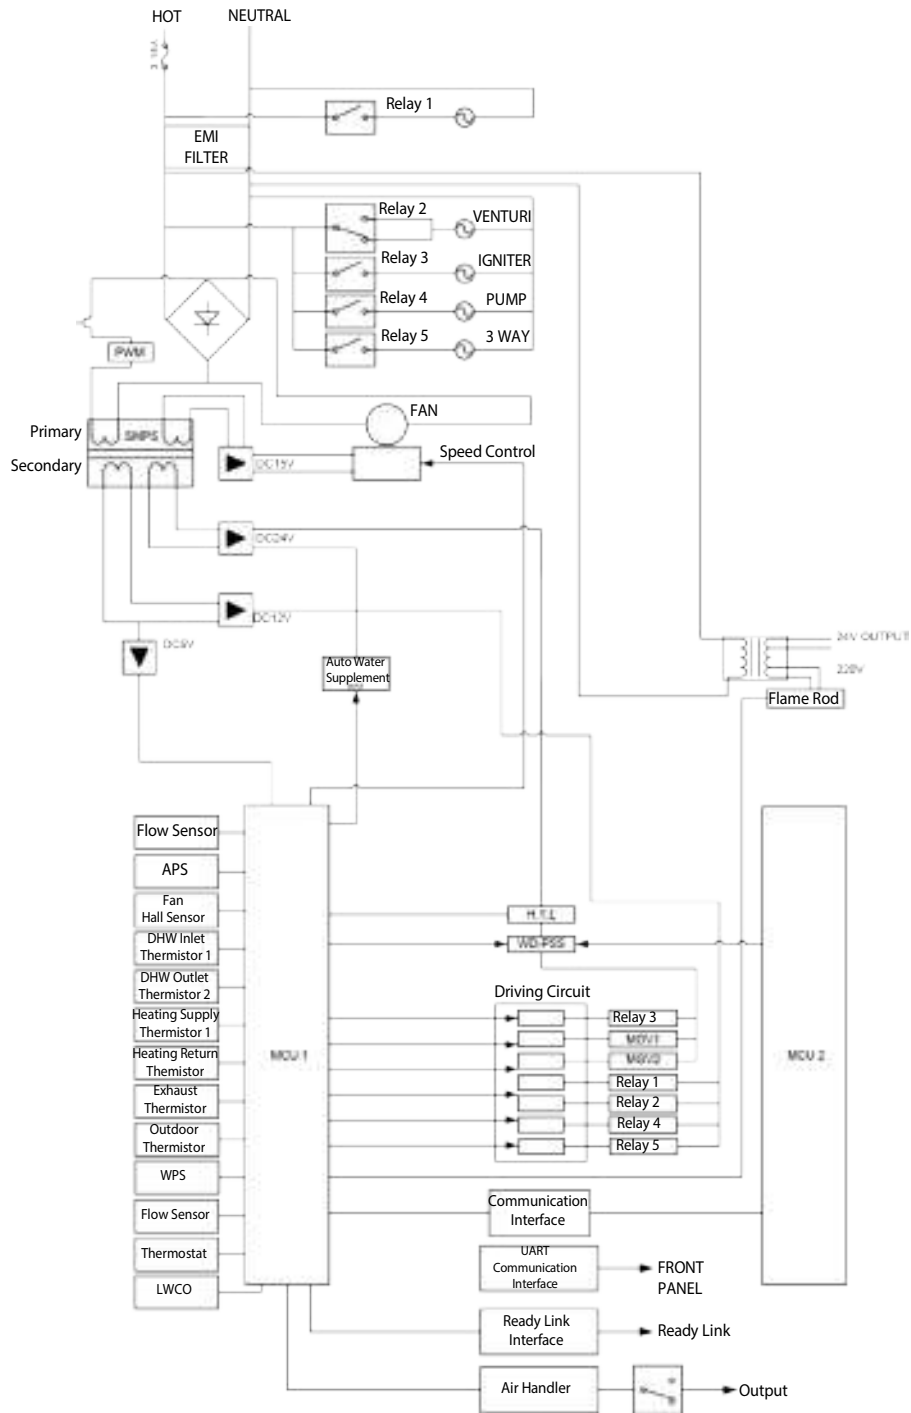 HOT
NEUTRAL
Relay 1
EMI
FILTER
Relay 2
VENTURI
Relay 3
IGNITER
Relay 4
PUMP
Relay 5
3 WAY
PWM
FAN
Primary
SMPS
Secondary
DC15V
Speed Control
DC24V
DC12V
DC5V
Auto Water
Supplement
24V OUTPUT
220V
Flame Rod
Flow Sensor
APS
Fan
Hall Sensor
DHW Inlet
Thermistor 1
DHW Outlet
Thermistor 2
Heating Supply
Thermistor 1
Heating Return
Themistor
Exhaust
Thermistor
Outdoor
Thermistor
WPS
Flow Sensor
Thermostat
LWCO
MCU 1
H.T.L
Driving Circuit
Relay 3
MGV1
MGV2
Relay 1
Relay 2
Relay 4
Relay 5
MCU 2
Communication
Interface
UART
Communication
Interface
FRONT
PANEL
Ready Link
Interface
Ready Link
Air Handler
Output